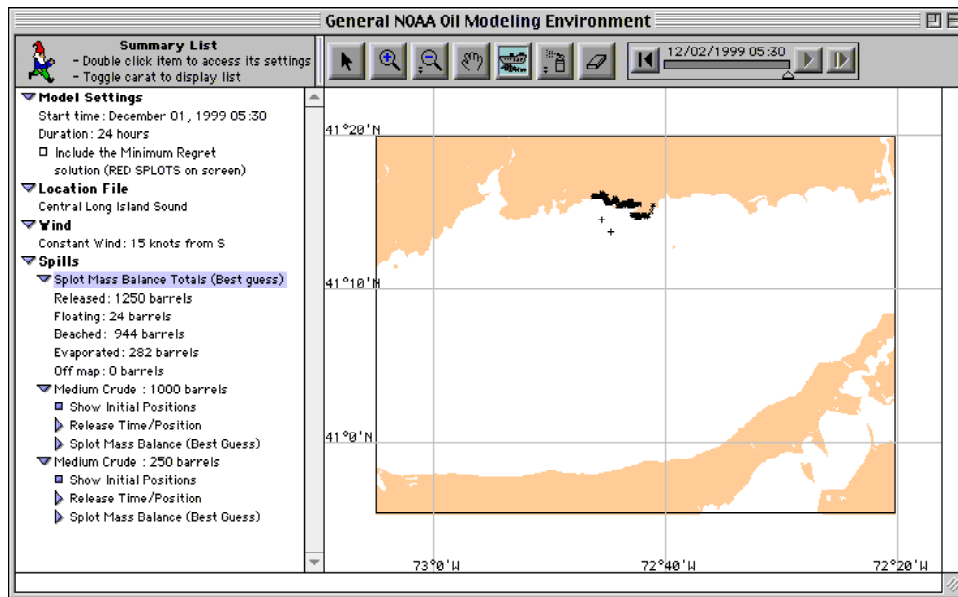 General NOAA Oil Modeling Environment
Summary List
- Double click item to access its settings
- Toggle carat to display list
12/02/1999 05:30
Model Settings
Start time: December 01, 1999 05:30
Duration: 24 hours
Include the Minimum Regret
solution (RED SPLOTS on screen)
Location File
Central Long Island Sound
Wind
Constant Wind: 15 knots from S
Spills
Splot Mass Balance Totals (Best guess)
Released: 1250 barrels
Floating: 24 barrels
Beached: 944 barrels
Evaporated: 282 barrels
Off map: 0 barrels
Medium Crude : 1000 barrels
Show Initial Positions
Release Time/Position
Splot Mass Balance (Best Guess)
Medium Crude : 250 barrels
Show Initial Positions
Release Time/Position
Splot Mass Balance (Best Guess)
41°20'N
41°10'N
41°0'N
73°0'W
72°40'W
72°20'W